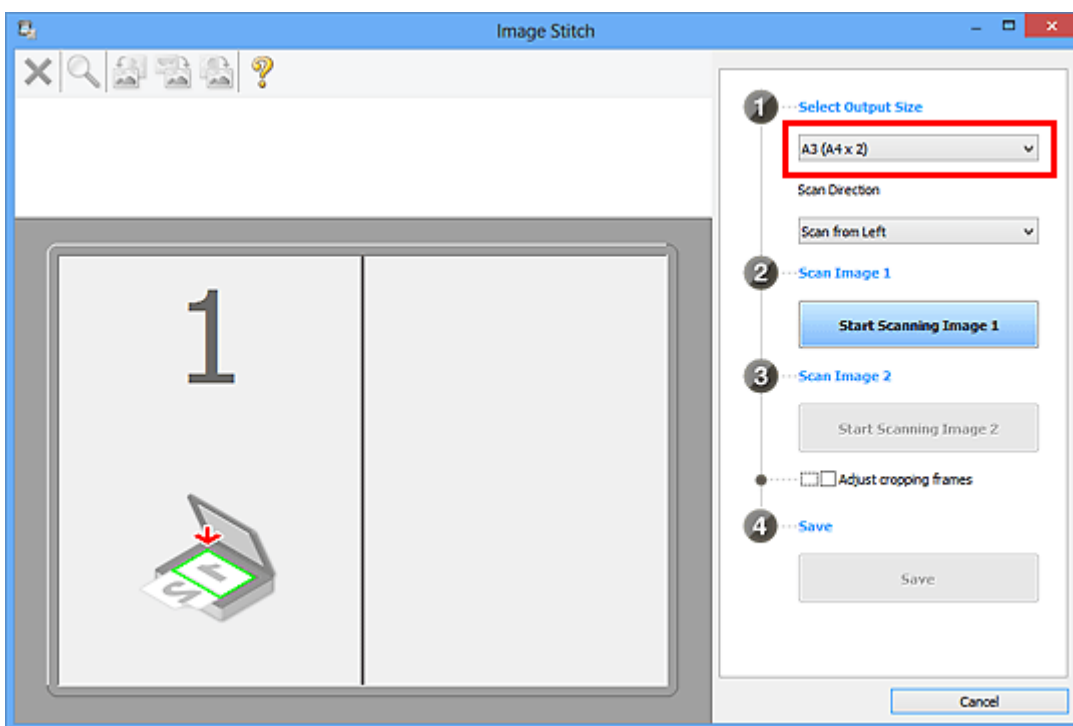 Image Stitch
1
1
Select Output Size
A3 (A4 x 2)
Scan Direction
Scan from Left
2
Scan Image 1
Start Scanning Image 1
3
Scan Image 2
Start Scanning Image 2
Adjust cropping frames
4
Save
Save
Cancel